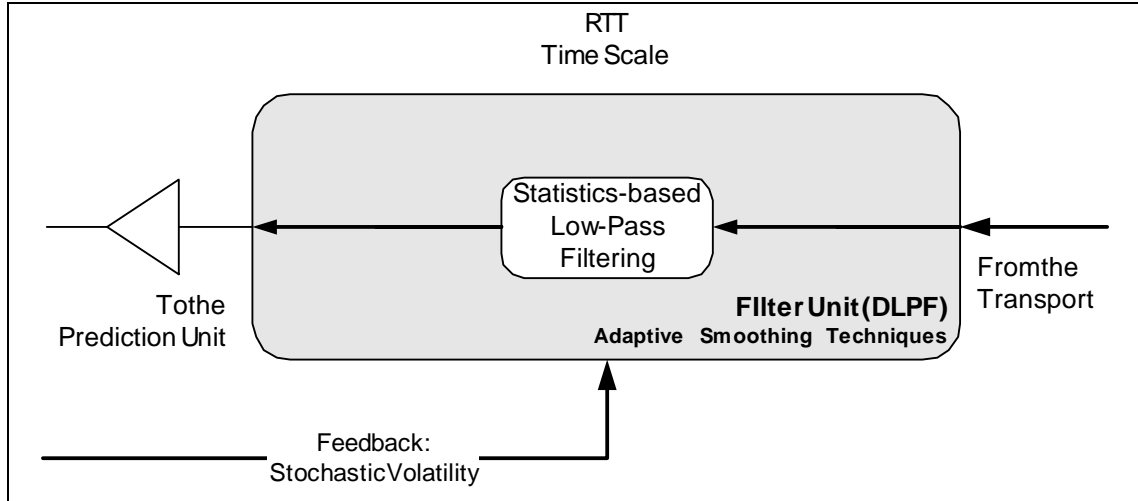 RTT
Time Scale
Statistics-based
Low-Pass
Filtering
Fromthe
Transport
Tothe
Prediction Unit
FIlter Unit (DLPF)
Adaptive Smoothing Techniques
Feedback:
StochasticVolatility